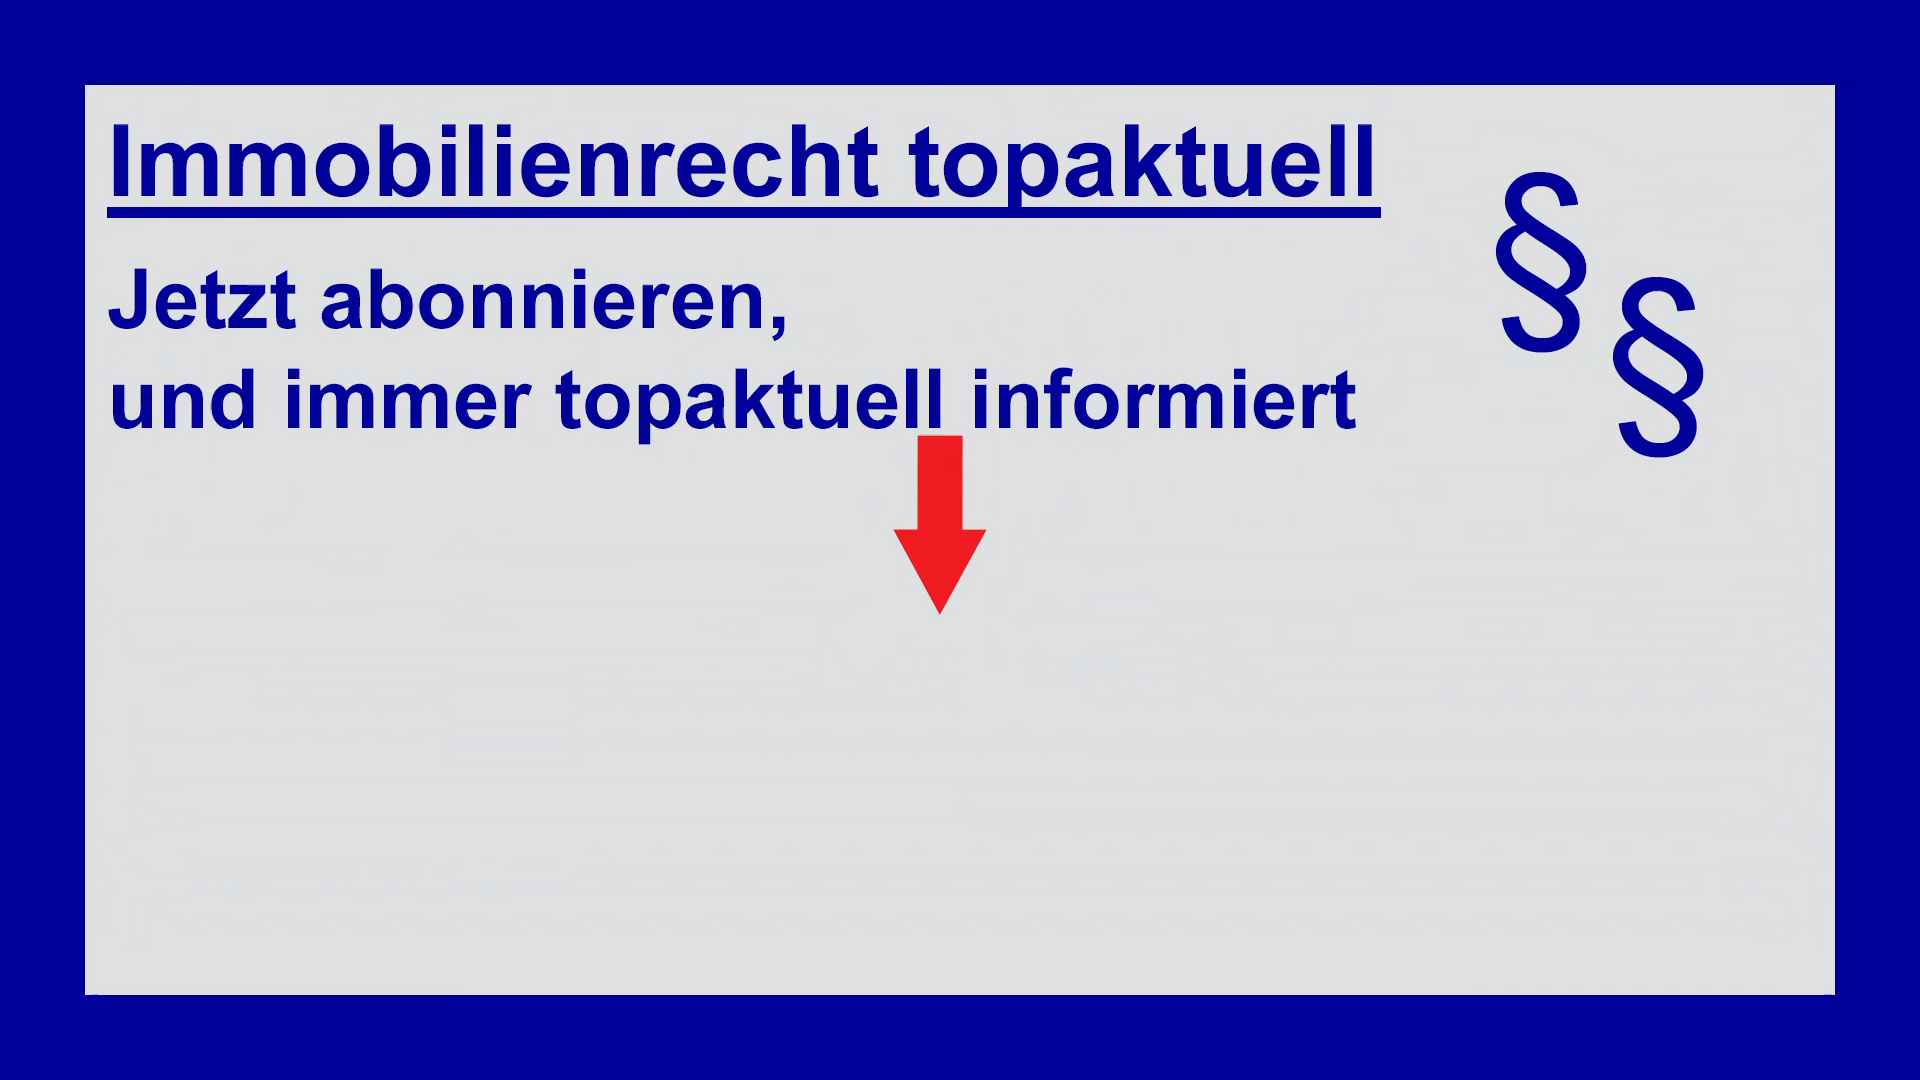 Immobilienrecht topaktuell
§
Jetzt abonnieren,
§
und immer topaktuell informiert